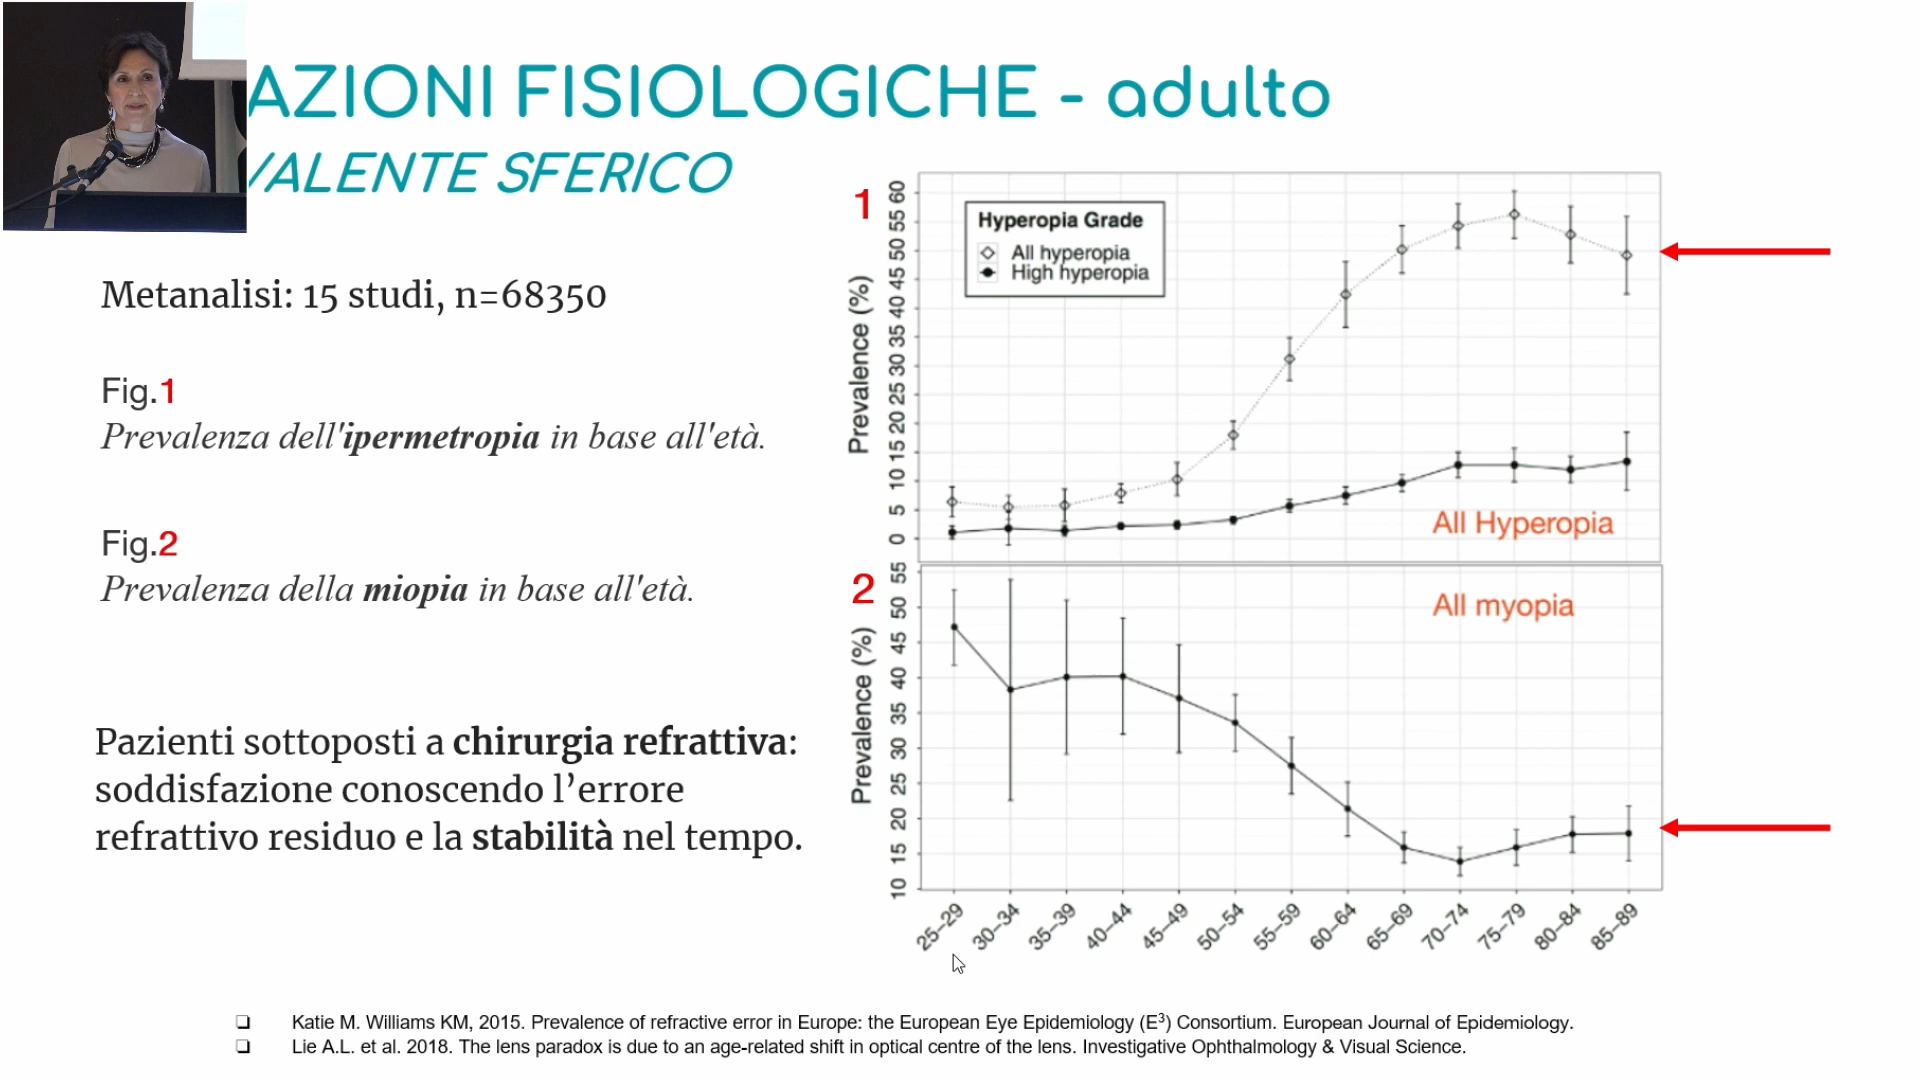 AZIONI FISIOLOGICHE - adulto
VALENTE SFERICO
Metanalisi: 15 studi, n=68350
Fig.1
Prevalenza dell'ipermetropia in base all'età.
Fig.2
Prevalenza della miopia in base all'età.
Pazienti sottoposti a chirurgia refrattiva:
soddisfazione conoscendo l’errore
refrattivo residuo e la stabilità nel tempo.
1
Prevalence (%)
60
55
50
45
40
35
30
25
20
15
10
5
0
Hyperopia Grade
All hyperopia
High hyperopia
All Hyperopia
2
Prevalence (%)
55
50
45
40
35
30
25
20
15
10
All myopia
25–29
30–34
35–39
40–44
45–49
50–54
55–59
60–64
65–69
70–74
75–79
80–84
85–89
❑ Katie M. Williams KM, 2015. Prevalence of refractive error in Europe: the European Eye Epidemiology (E³) Consortium. European Journal of Epidemiology.
❑ Lie A.L. et al. 2018. The lens paradox is due to an age-related shift in optical centre of the lens. Investigative Ophthalmology & Visual Science.